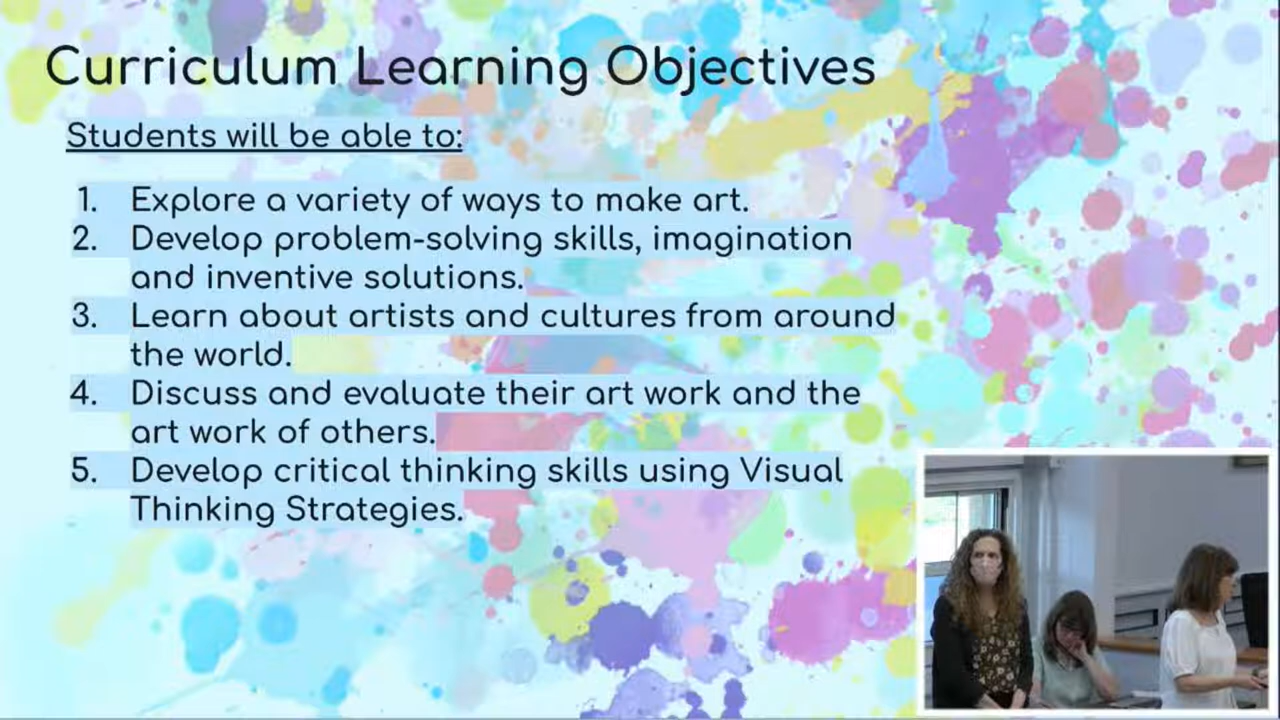 Curriculum Learning Objectives
Students will be able to:
1. Explore a variety of ways to make art.
2. Develop problem-solving skills, imagination
and inventive solutions.
3. Learn about artists and cultures from around
the world.
4. Discuss and evaluate their art work and the
art work of others.
5. Develop critical thinking skills using Visual
Thinking Strategies.